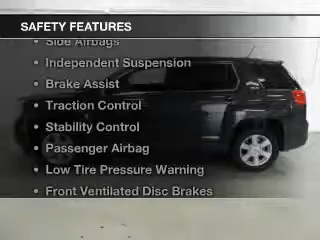 SAFETY FEATURES
• Side Airbags
• Independent Suspension
• Brake Assist
• Traction Control
• Stability Control
• Passenger Airbag
• Low Tire Pressure Warning
• Front Ventilated Disc Brakes